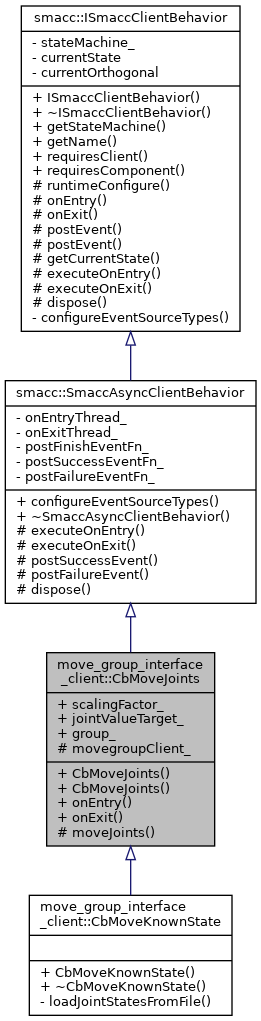 smacc::ISmaccClientBehavior
- stateMachine_
- currentState
- currentOrthogonal
+ ISmaccClientBehavior()
+ ~ISmaccClientBehavior()
+ getStateMachine()
+ getName()
+ requiresClient()
+ requiresComponent()
# runtimeConfigure()
# onEntry()
# onExit()
# postEvent()
# postEvent()
# getCurrentState()
# executeOnEntry()
# executeOnExit()
# dispose()
- configureEventSourceTypes()
smacc::SmaccAsyncClientBehavior
- onEntryThread_
- onExitThread_
- postFinishEventFn_
- postSuccessEventFn_
- postFailureEventFn_
+ configureEventSourceTypes()
+ ~SmaccAsyncClientBehavior()
# executeOnEntry()
# executeOnExit()
# postSuccessEvent()
# postFailureEvent()
# dispose()
move_group_interface
_client::CbMoveJoints
+ scalingFactor_
+ jointValueTarget_
+ group_
# movegroupClient_
+ CbMoveJoints()
+ CbMoveJoints()
+ onEntry()
+ onExit()
# moveJoints()
move_group_interface
_client::CbMoveKnownState
+ CbMoveKnownState()
+ ~CbMoveKnownState()
- loadJointStatesFromFile()